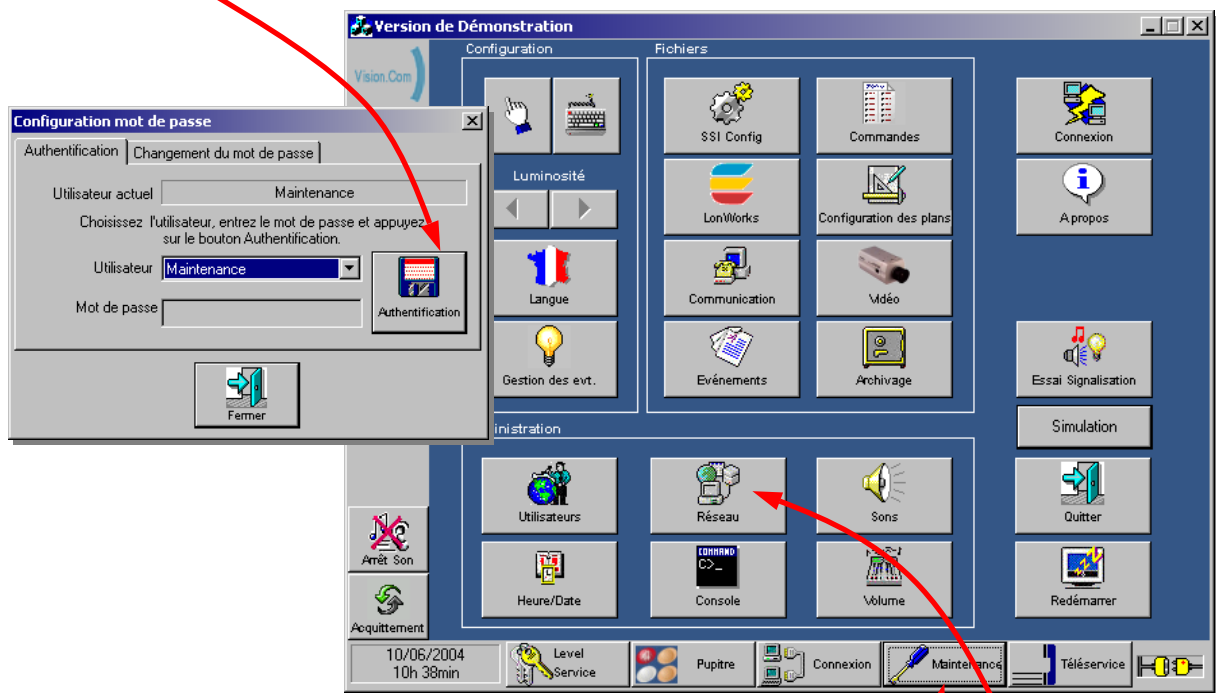 Version de Démonstration
Vision.Com
Configuration
Fichiers
SSI Config
Commandes
Connexion
Luminosité
LonWorks
Configuration des plans
A propos
Langue
Communication
Vidéo
Gestion des evt.
Evénements
Archivage
Essai Signalisation
Simulation
inistration
Utilisateurs
Réseau
Sons
Quitter
Arrêt Son
Heure/Date
COMMAND
C>_
Console
Volume
Redémarrer
Acquittement
10/06/2004
10h 38min
Level
Service
Pupitre
Connexion
Maintenance
Téléservice
Configuration mot de passe
Authentification
Changement du mot de passe
Utilisateur actuel
Maintenance
Choisissez l'utilisateur, entrez le mot de passe et appuyez
sur le bouton Authentification.
Utilisateur
Maintenance
Mot de passe
Authentification
Fermer